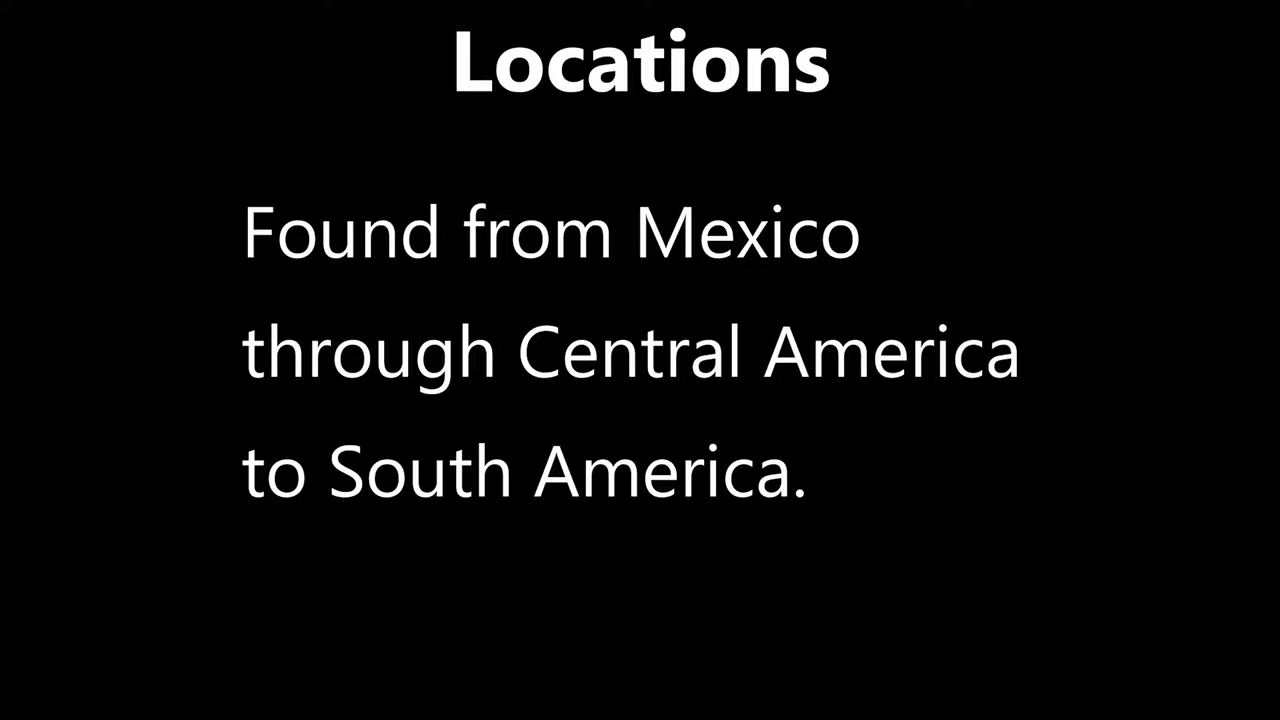 Locations
Found from Mexico
through Central America
to South America.